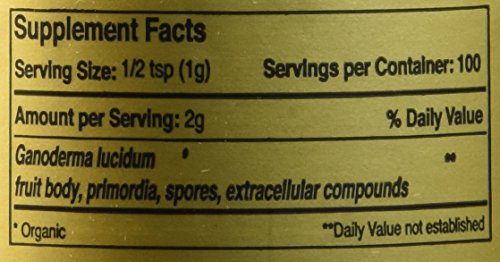 Supplement Facts
Serving Size: 1/2 tsp (1g) Servings per Container: 100
Amount per Serving: 2g % Daily Value
Ganoderma lucidum * **
fruit body, primordia, spores, extracellular compounds
* Organic **Daily Value not established